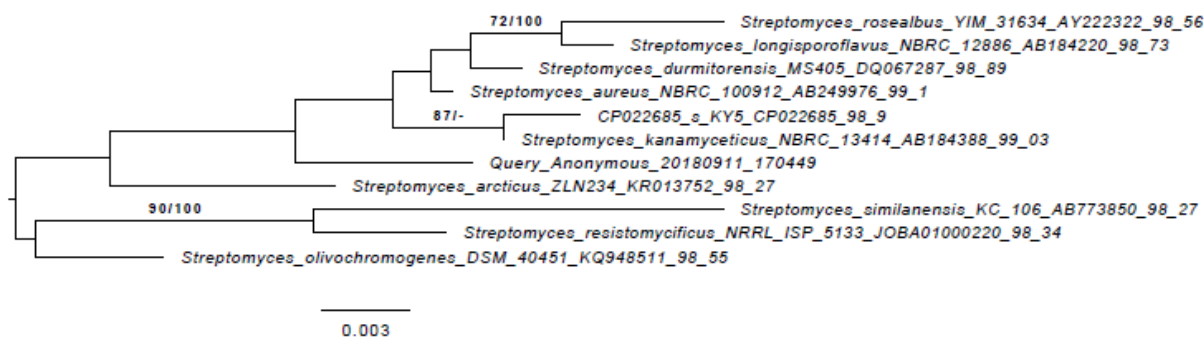 72/100
Streptomyces_rosealbus_YIM_31634_AY222322_98_56
Streptomyces_longisporoflavus_NBRC_12886_AB184220_98_73
Streptomyces_durmitorensis_MS405_DQ067287_98_89
Streptomyces_aureus_NBRC_100912_AB249976_99_1
87/-
CP022685_s_KY5_CP022685_98_9
Streptomyces_kanamyceticus_NBRC_13414_AB184388_99_03
Query_Anonymous_20180911_170449
Streptomyces_arcticus_ZLN234_KR013752_98_27
90/100
Streptomyces_similanensis_KC_106_AB773850_98_27
Streptomyces_resistomycificus_NRRL_ISP_5133_JOBA01000220_98_34
Streptomyces_olivochromogenes_DSM_40451_KQ948511_98_55
0.003